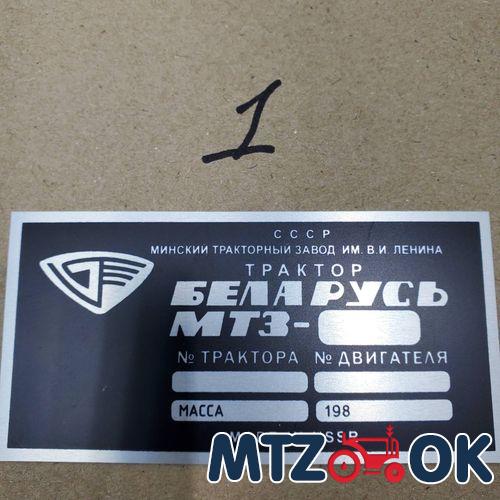 1
СССР
МИНСКИЙ ТРАКТОРНЫЙ ЗАВОД ИМ. В.И. ЛЕНИНА
ТРАКТОР
БЕЛАРУСЬ
МТЗ-
№ ТРАКТОРА № ДВИГАТЕЛЯ
МАССА 198
MTZ OK